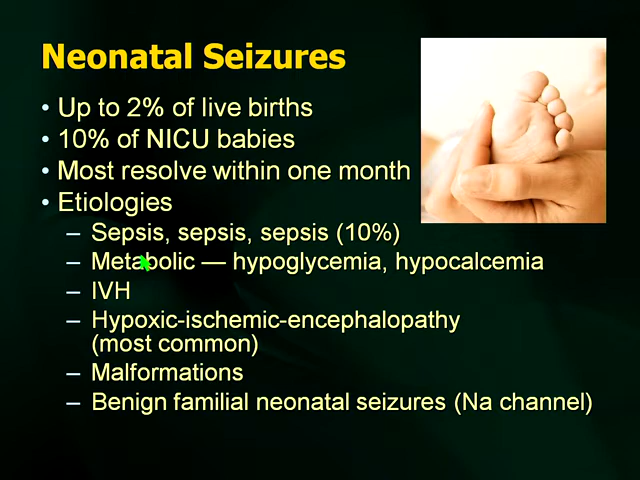 Neonatal Seizures
• Up to 2% of live births
• 10% of NICU babies
• Most resolve within one month
• Etiologies
– Sepsis, sepsis, sepsis (10%)
– Metabolic — hypoglycemia, hypocalcemia
– IVH
– Hypoxic-ischemic-encephalopathy
(most common)
– Malformations
– Benign familial neonatal seizures (Na channel)